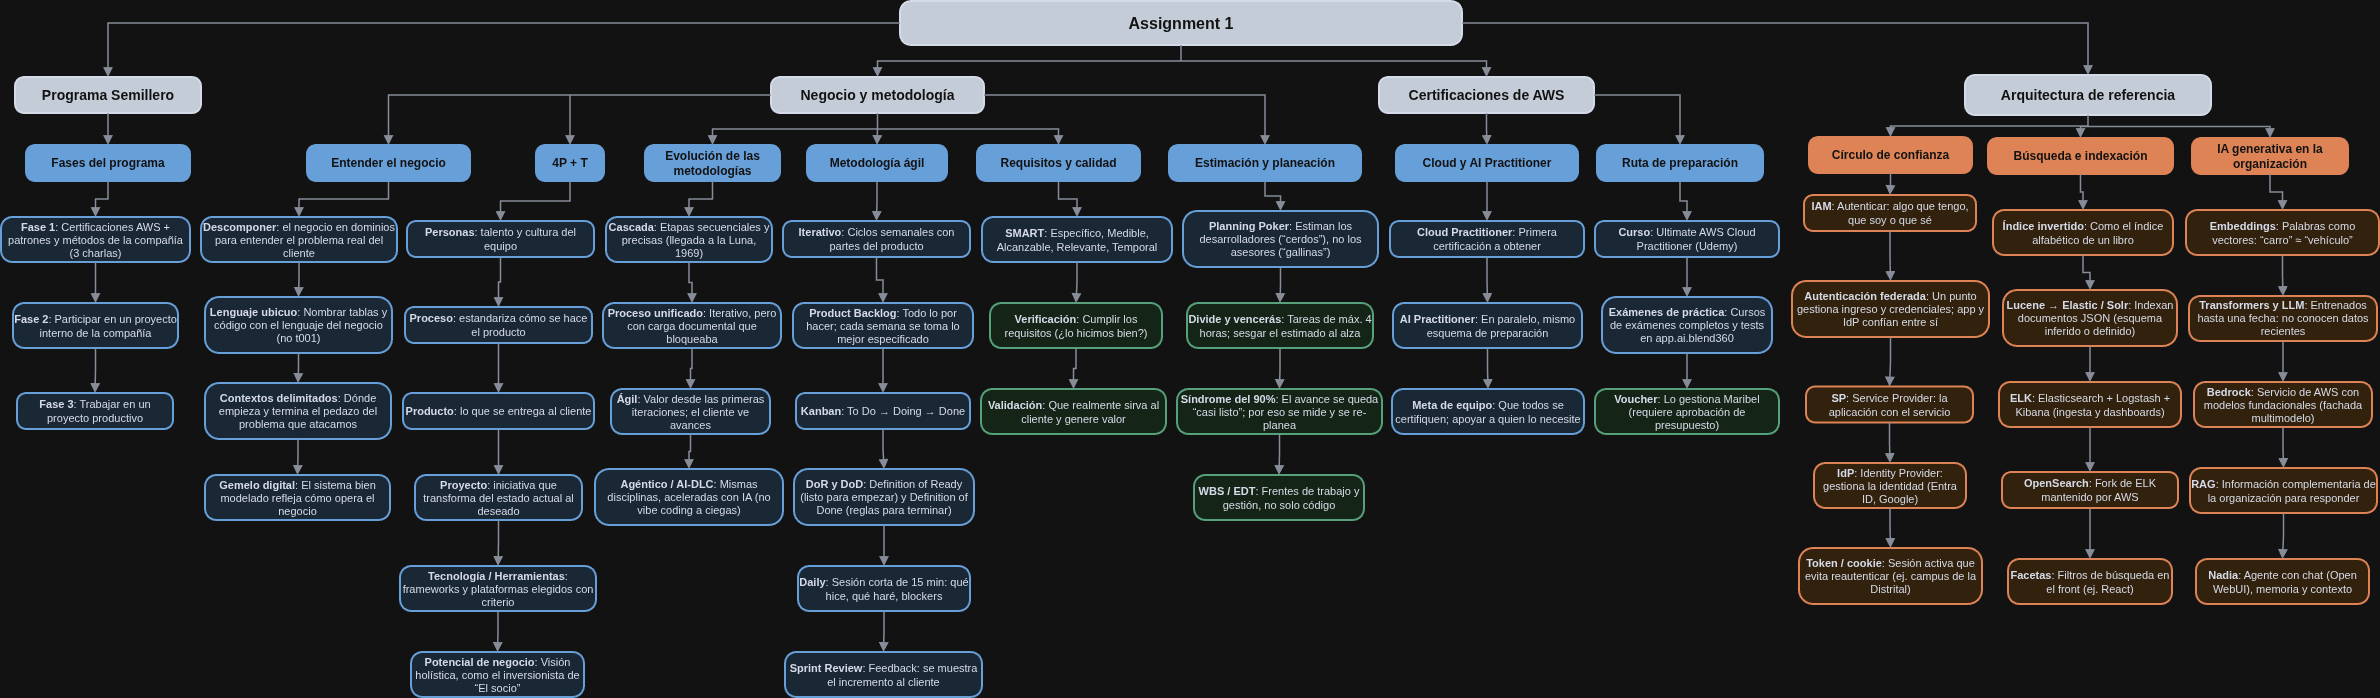 Assignment 1
Programa Semillero
Negocio y metodología
Certificaciones de AWS
Arquitectura de referencia
Fases del programa
Fase 1: Certificaciones AWS +
patrones y métodos de la compañía
(3 charlas)
Fase 2: Participar en un proyecto
interno de la compañía
Fase 3: Trabajar en un
proyecto productivo
Entender el negocio
Descomponer: el negocio en dominios
para entender el problema real del
cliente
Lenguaje ubicuo: Nombrar tablas y
código con el lenguaje del negocio
(no t001)
Contextos delimitados: Dónde
empieza y termina el pedazo del
problema que atacamos
Gemelo digital: El sistema bien
modelado refleja cómo opera el
negocio
4P + T
Personas: talento y cultura del
equipo
Proceso: estandariza cómo se hace
el producto
Producto: lo que se entrega al cliente
Proyecto: iniciativa que
transforma del estado actual al
deseado
Tecnología / Herramientas:
frameworks y plataformas elegidos con
criterio
Potencial de negocio: Visión
holística, como el inversionista de
“El socio”
Evolución de las
metodologías
Cascada: Etapas secuenciales y
precisas (llegada a la Luna,
1969)
Proceso unificado: Iterativo, pero
con carga documental que
bloqueaba
Ágil: Valor desde las primeras
iteraciones; el cliente ve
avances
Agéntico / AI-DLC: Mismas
disciplinas, aceleradas con IA (no
vibe coding a ciegas)
Metodología ágil
Iterativo: Ciclos semanales con
partes del producto
Product Backlog: Todo lo por
hacer; cada semana se toma lo
mejor especificado
Kanban: To Do → Doing → Done
DoR y DoD: Definition of Ready
(listo para empezar) y Definition of
Done (reglas para terminar)
Daily: Sesión corta de 15 min: qué
hice, qué haré, blockers
Sprint Review: Feedback: se muestra
el incremento al cliente
Requisitos y calidad
SMART: Específico, Medible,
Alcanzable, Relevante, Temporal
Verificación: Cumplir los
requisitos (¿lo hicimos bien?)
Validación: Que realmente sirva al
cliente y genere valor
Estimación y planeación
Planning Poker: Estiman los
desarrolladores (“cerdos”), no los
asesores (“gallinas”)
Divide y vencerás: Tareas de máx. 4
horas; sesgar el estimado al alza
Síndrome del 90%: El avance se queda
“casi listo”; por eso se mide y se re-
planea
WBS / EDT: Frentes de trabajo y
gestión, no solo código
Cloud y AI Practitioner
Cloud Practitioner: Primera
certificación a obtener
AI Practitioner: En paralelo, mismo
esquema de preparación
Meta de equipo: Que todos se
certifiquen; apoyar a quien lo necesite
Ruta de preparación
Curso: Ultimate AWS Cloud
Practitioner (Udemy)
Exámenes de práctica: Cursos
de exámenes completos y tests
en app.ai.blend360
Voucher: Lo gestiona Maribel
(requiere aprobación de
presupuesto)
Círculo de confianza
IAM: Autenticar: algo que tengo,
que soy o que sé
Autenticación federada: Un punto
gestiona ingreso y credenciales; app y
IdP confían entre sí
SP: Service Provider: la
aplicación con el servicio
IdP: Identity Provider:
gestiona la identidad (Entra
ID, Google)
Token / cookie: Sesión activa que
evita reautenticar (ej. campus de la
Distrital)
Búsqueda e indexación
Índice invertido: Como el índice
alfabético de un libro
Lucene → Elastic / Solr: Indexan
documentos JSON (esquema
inferido o definido)
ELK: Elasticsearch + Logstash +
Kibana (ingesta y dashboards)
OpenSearch: Fork de ELK
mantenido por AWS
Facetas: Filtros de búsqueda en
el front (ej. React)
IA generativa en la
organización
Embeddings: Palabras como
vectores: “carro” ≈ “vehículo”
Transformers y LLM: Entrenados
hasta una fecha: no conocen datos
recientes
Bedrock: Servicio de AWS con
modelos fundacionales (fachada
multimodelo)
RAG: Información complementaria de
la organización para responder
Nadia: Agente con chat (Open
WebUI), memoria y contexto